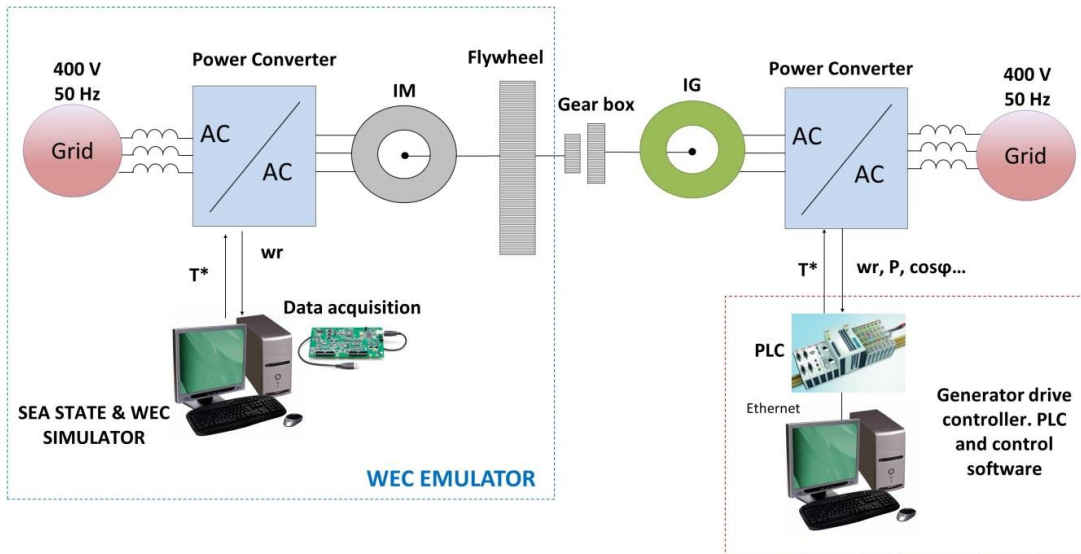 400 V
50 Hz
Grid
Power Converter
AC
AC
IM
Flywheel
Gear box
IG
Power Converter
AC
AC
400 V
50 Hz
Grid
T*
wr
Data acquisition
SEA STATE & WEC
SIMULATOR
WEC EMULATOR
T*
wr, P, cosφ...
PLC
Ethernet
Generator drive
controller. PLC
and control
software